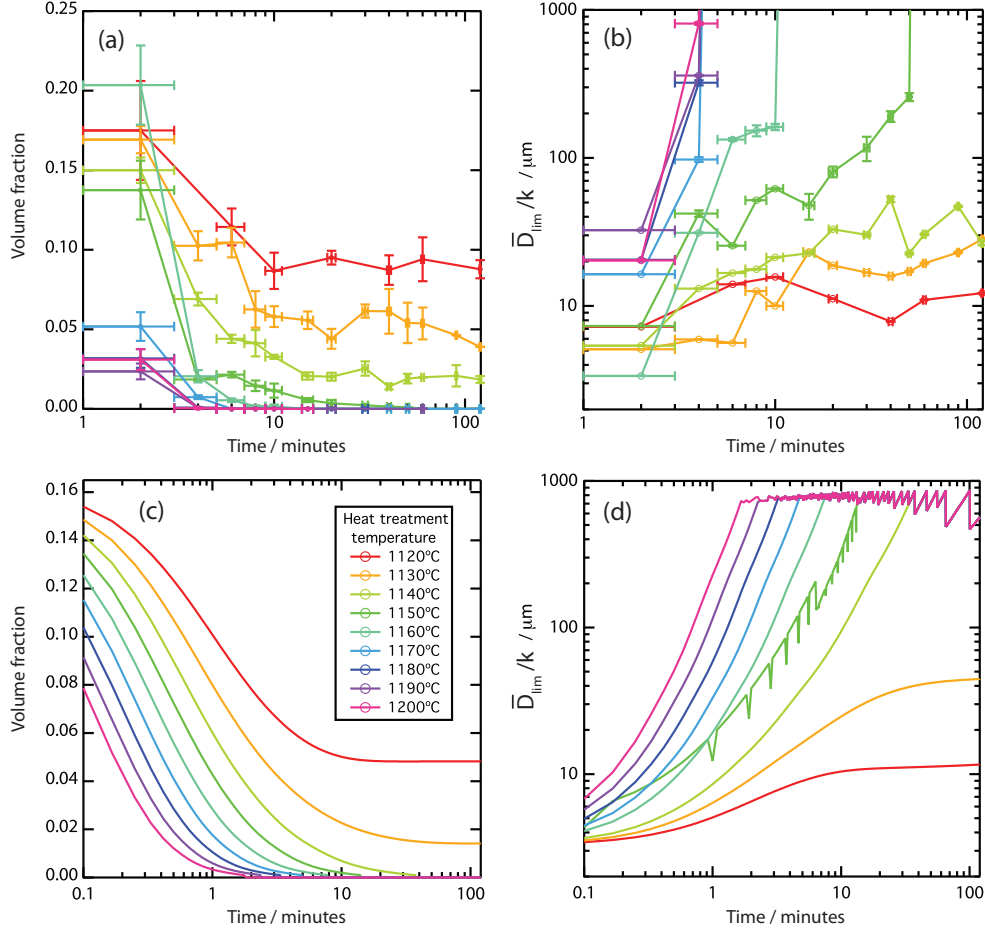 (a)
0.25
0.20
0.15
0.10
0.05
0.00
Volume fraction
1
10
100
Time / minutes
(b)
1000
100
10
D̅lim/k / μm
1
10
100
Time / minutes
(c)
0.16
0.14
0.12
0.10
0.08
0.06
0.04
0.02
0.00
Volume fraction
0.1
1
10
100
Time / minutes
Heat treatment
temperature
1120ºC
1130ºC
1140ºC
1150ºC
1160ºC
1170ºC
1180ºC
1190ºC
1200ºC
(d)
1000
100
10
D̅lim/k / μm
0.1
1
10
100
Time / minutes